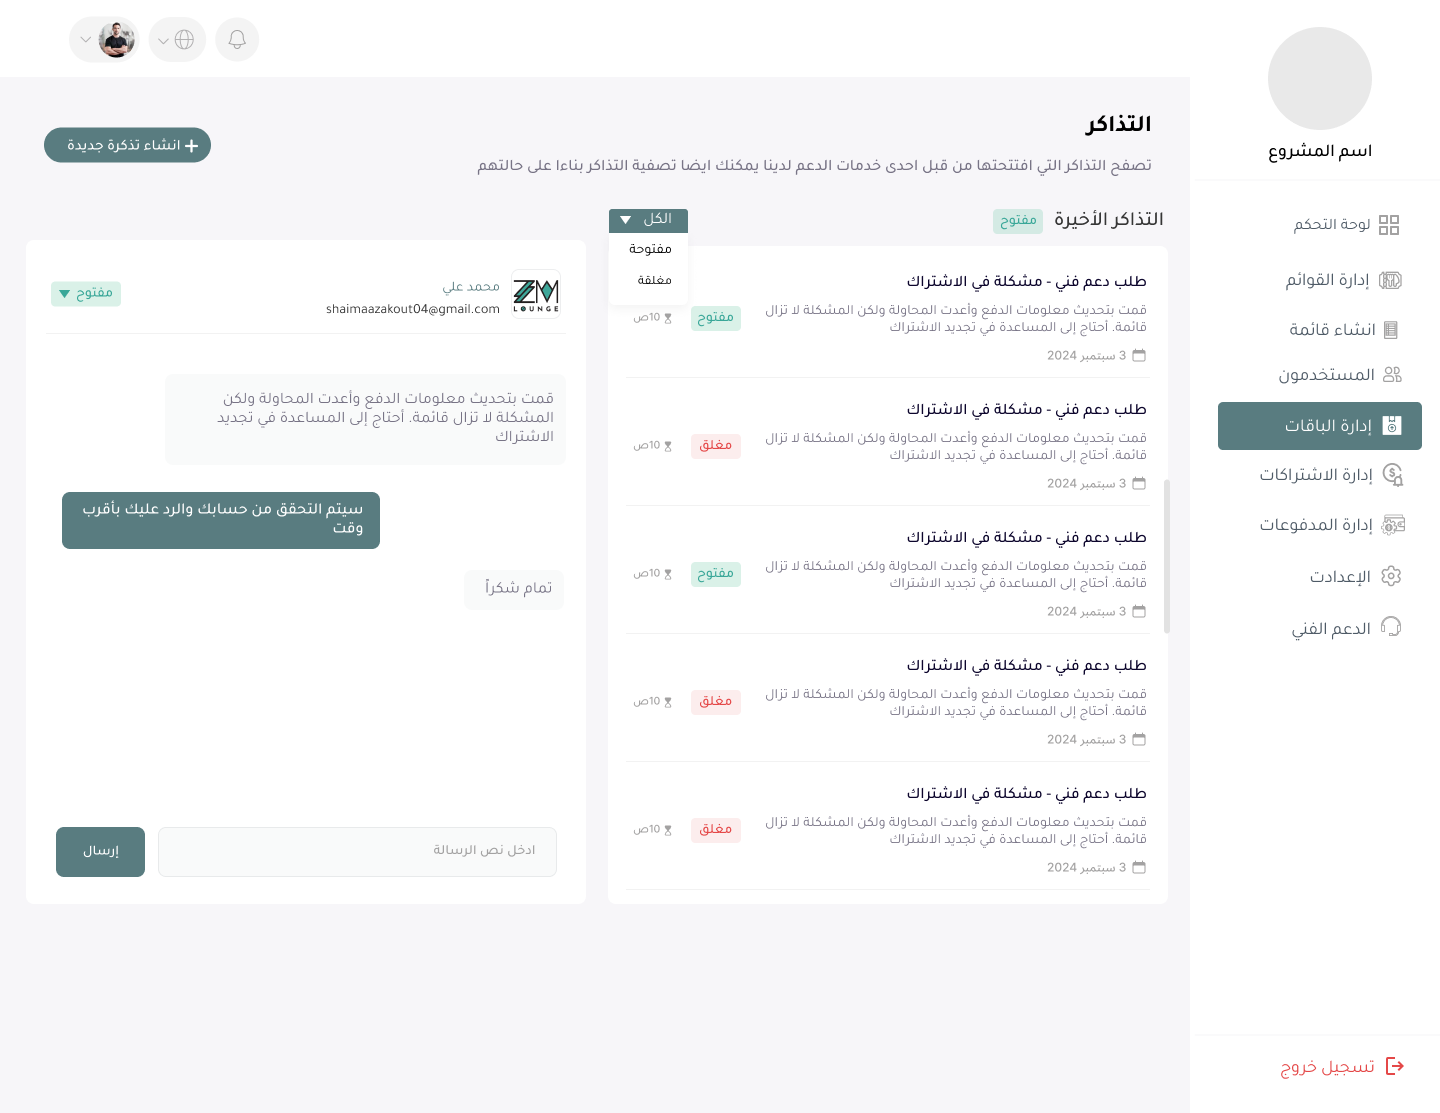 اسم المشروع
لوحة التحكم
إدارة القوائم
انشاء قائمة
المستخدمون
إدارة الباقات
إدارة الاشتراكات
إدارة المدفوعات
الإعدادت
الدعم الفني
تسجيل خروج
التذاكر
تصفح التذاكر التي افتتحتها من قبل احدى خدمات الدعم لدينا يمكنك ايضا تصفية التذاكر بناءا على حالتهم
انشاء تذكرة جديدة
التذاكر الأخيرة مفتوح
الكل
مفتوحة
مغلقة
طلب دعم فني - مشكلة في الاشتراك
قمت بتحديث معلومات الدفع وأعدت المحاولة ولكن المشكلة لا تزال
قائمة. أحتاج إلى المساعدة في تجديد الاشتراك
مفتوح
10ص
3 سبتمبر 2024
طلب دعم فني - مشكلة في الاشتراك
قمت بتحديث معلومات الدفع وأعدت المحاولة ولكن المشكلة لا تزال
قائمة. أحتاج إلى المساعدة في تجديد الاشتراك
مغلق
10ص
3 سبتمبر 2024
طلب دعم فني - مشكلة في الاشتراك
قمت بتحديث معلومات الدفع وأعدت المحاولة ولكن المشكلة لا تزال
قائمة. أحتاج إلى المساعدة في تجديد الاشتراك
مفتوح
10ص
3 سبتمبر 2024
طلب دعم فني - مشكلة في الاشتراك
قمت بتحديث معلومات الدفع وأعدت المحاولة ولكن المشكلة لا تزال
قائمة. أحتاج إلى المساعدة في تجديد الاشتراك
مغلق
10ص
3 سبتمبر 2024
طلب دعم فني - مشكلة في الاشتراك
قمت بتحديث معلومات الدفع وأعدت المحاولة ولكن المشكلة لا تزال
قائمة. أحتاج إلى المساعدة في تجديد الاشتراك
مغلق
10ص
3 سبتمبر 2024
ZM
LOUNGE
محمد علي
shaimaazakout04@gmail.com
مفتوح
قمت بتحديث معلومات الدفع وأعدت المحاولة ولكن
المشكلة لا تزال قائمة. أحتاج إلى المساعدة في تجديد
الاشتراك
سيتم التحقق من حسابك والرد عليك بأقرب
وقت
تمام شكراً
ادخل نص الرسالة
إرسال